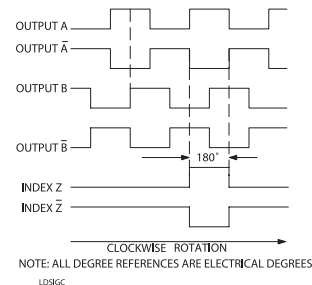 OUTPUT A
OUTPUT A̅
OUTPUT B
OUTPUT B̅
180°
INDEX Z
INDEX Z̅
CLOCKWISE ROTATION
NOTE: ALL DEGREE REFERENCES ARE ELECTRICAL DEGREES
LDSIGC